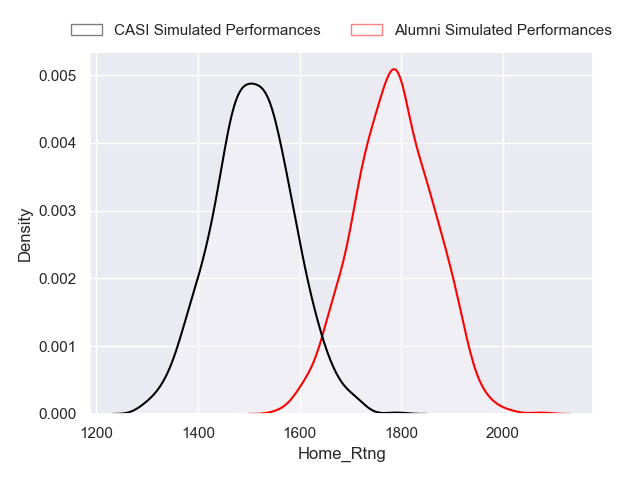 CASI Simulated Performances Alumni Simulated Performances
0.005
0.004
0.003
0.002
0.001
0.000
Density
1200 1400 1600 1800 2000
Home_Rtng